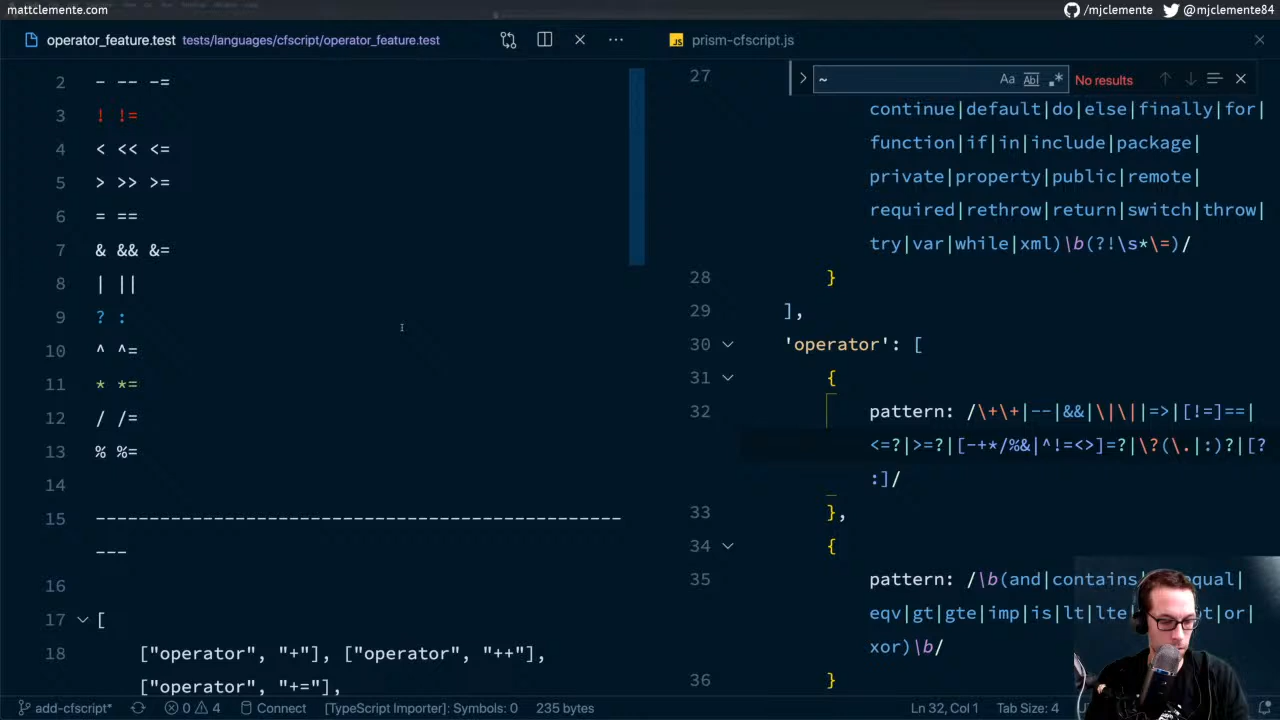 mattclemente.com
/mjclemente @mjclemente84
operator_feature.test tests/languages/cfscript/operator_feature.test
2 - -- -=
3 ! !=
4 < << <=
5 > >> >=
6 = ==
7 & && &=
8 | ||
9 ? :
10 ^ ^=
11 * *=
12 / /=
13 % %=
14
15 -------------------------------------------------
---
16
17 [
18 ["operator", "+"], ["operator", "++"],
["operator", "+="],
prism-cfscript.js
~ Aa Abl .* No results
27
continue|default|do|else|finally|for|
function|if|in|include|package|
private|property|public|remote|
required|rethrow|return|switch|throw|
try|var|while|xml)\b(?!\s*\=)/
28 }
29 ],
30 'operator': [
31 {
32 pattern: /\+\+|--|&&|\|\||=>|[!=]==|
<=?|>=?|[-+*/%&|^!=<>]=?|\?(\.|:)?|[?
:]/
33 },
34 {
35 pattern: /\b(and|contains equal|
eqv|gt|gte|imp|is|lt|lte t|or|
xor)\b/
36 }
add-cfscript* 0 4 Connect [TypeScript Importer]: Symbols: 0 235 bytes Ln 32, Col 1 Tab Size: 4